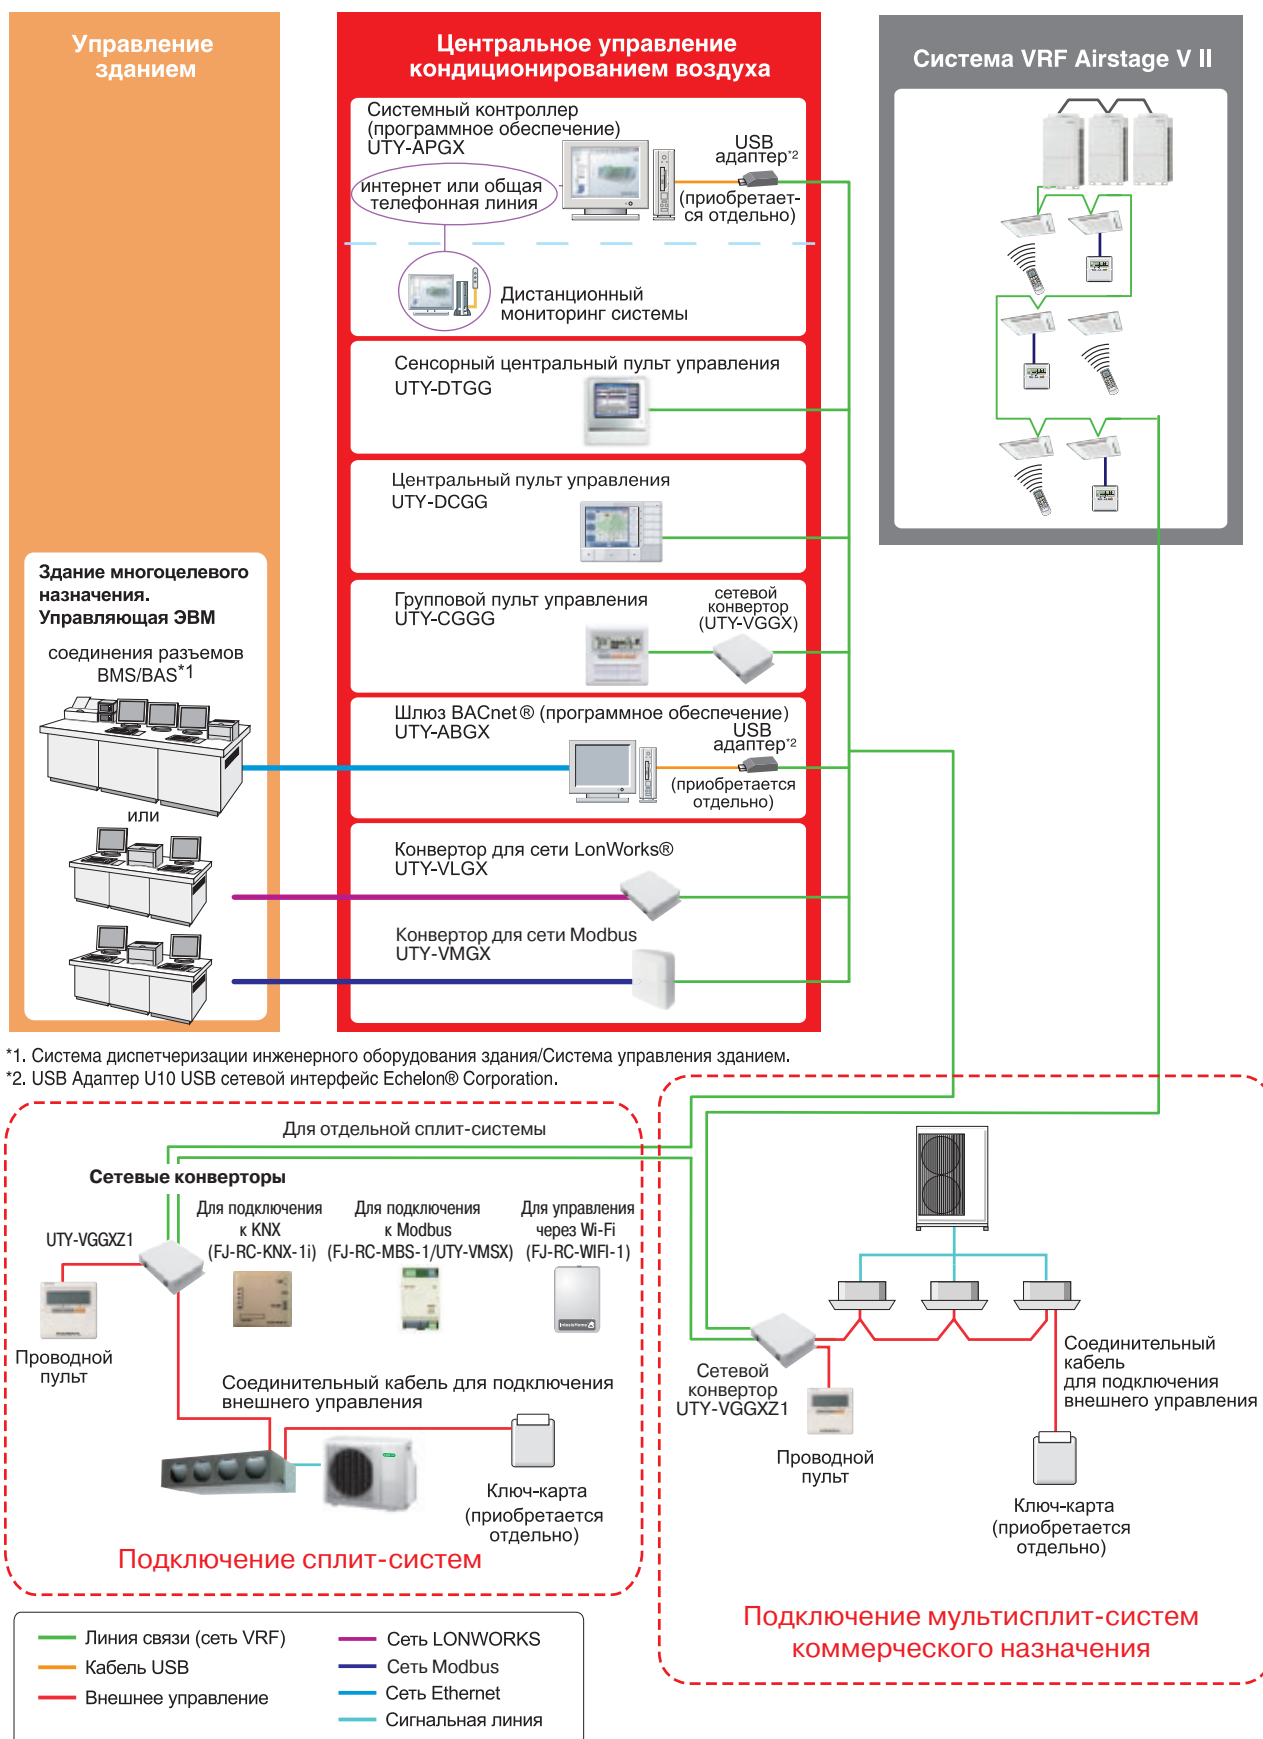 Управление
зданием
Центральное управление
кондиционированием воздуха
Система VRF Airstage V II
Системный контроллер
(программное обеспечение)
UTY-APGX
USB
адаптер*2
(приобретает-
ся отдельно)
интернет или общая
телефонная линия
Дистанционный
мониторинг системы
Сенсорный центральный пульт управления
UTY-DTGG
Центральный пульт управления
UTY-DCGG
Групповой пульт управления
UTY-CGGG
сетевой
конвертор
(UTY-VGGX)
Шлюз BACnet® (программное обеспечение)
UTY-ABGX
USB
адаптер*2
(приобретается
отдельно)
Конвертор для сети LonWorks®
UTY-VLGX
Конвертор для сети Modbus
UTY-VMGX
Здание многоцелевого
назначения.
Управляющая ЭВМ
соединения разъемов
BMS/BAS*1
или
*1. Система диспетчеризации инженерного оборудования здания/Система управления зданием.
*2. USB Адаптер U10 USB сетевой интерфейс Echelon® Corporation.
Для отдельной сплит-системы
Сетевые конверторы
UTY-VGGXZ1
Для подключения
к KNX
(FJ-RC-KNX-1i)
Для подключения
к Modbus
(FJ-RC-MBS-1/UTY-VMSX)
Для управления
через Wi-Fi
(FJ-RC-WIFI-1)
Проводной
пульт
Соединительный кабель для подключения
внешнего управления
Ключ-карта
(приобретается
отдельно)
Подключение сплит-систем
Сетевой
конвертор
UTY-VGGXZ1
Проводной
пульт
Соединительный
кабель
для подключения
внешнего управления
Ключ-карта
(приобретается
отдельно)
Подключение мультисплит-систем
коммерческого назначения
Линия связи (сеть VRF)
Кабель USB
Внешнее управление
Сеть LONWORKS
Сеть Modbus
Сеть Ethernet
Сигнальная линия